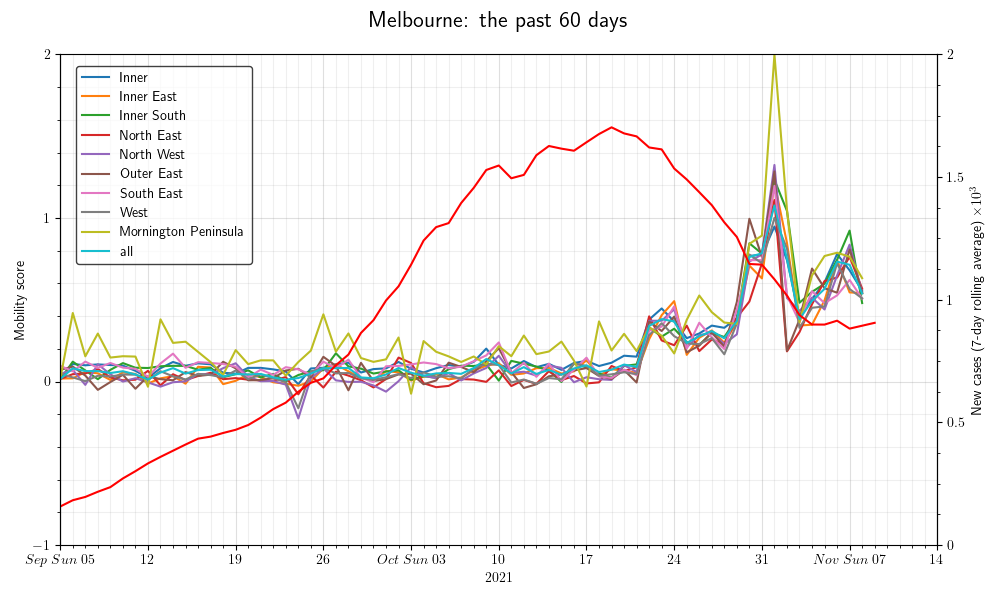 Melbourne: the past 60 days
2
1
0
−1
Mobility score
Inner
Inner East
Inner South
North East
North West
Outer East
South East
West
Mornington Peninsula
all
2
1.5
1
0.5
0
New cases (7-day rolling average) ×10³
Sep Sun 05 12 19 26 Oct Sun 03 10 17 24 31 Nov Sun 07 14
2021